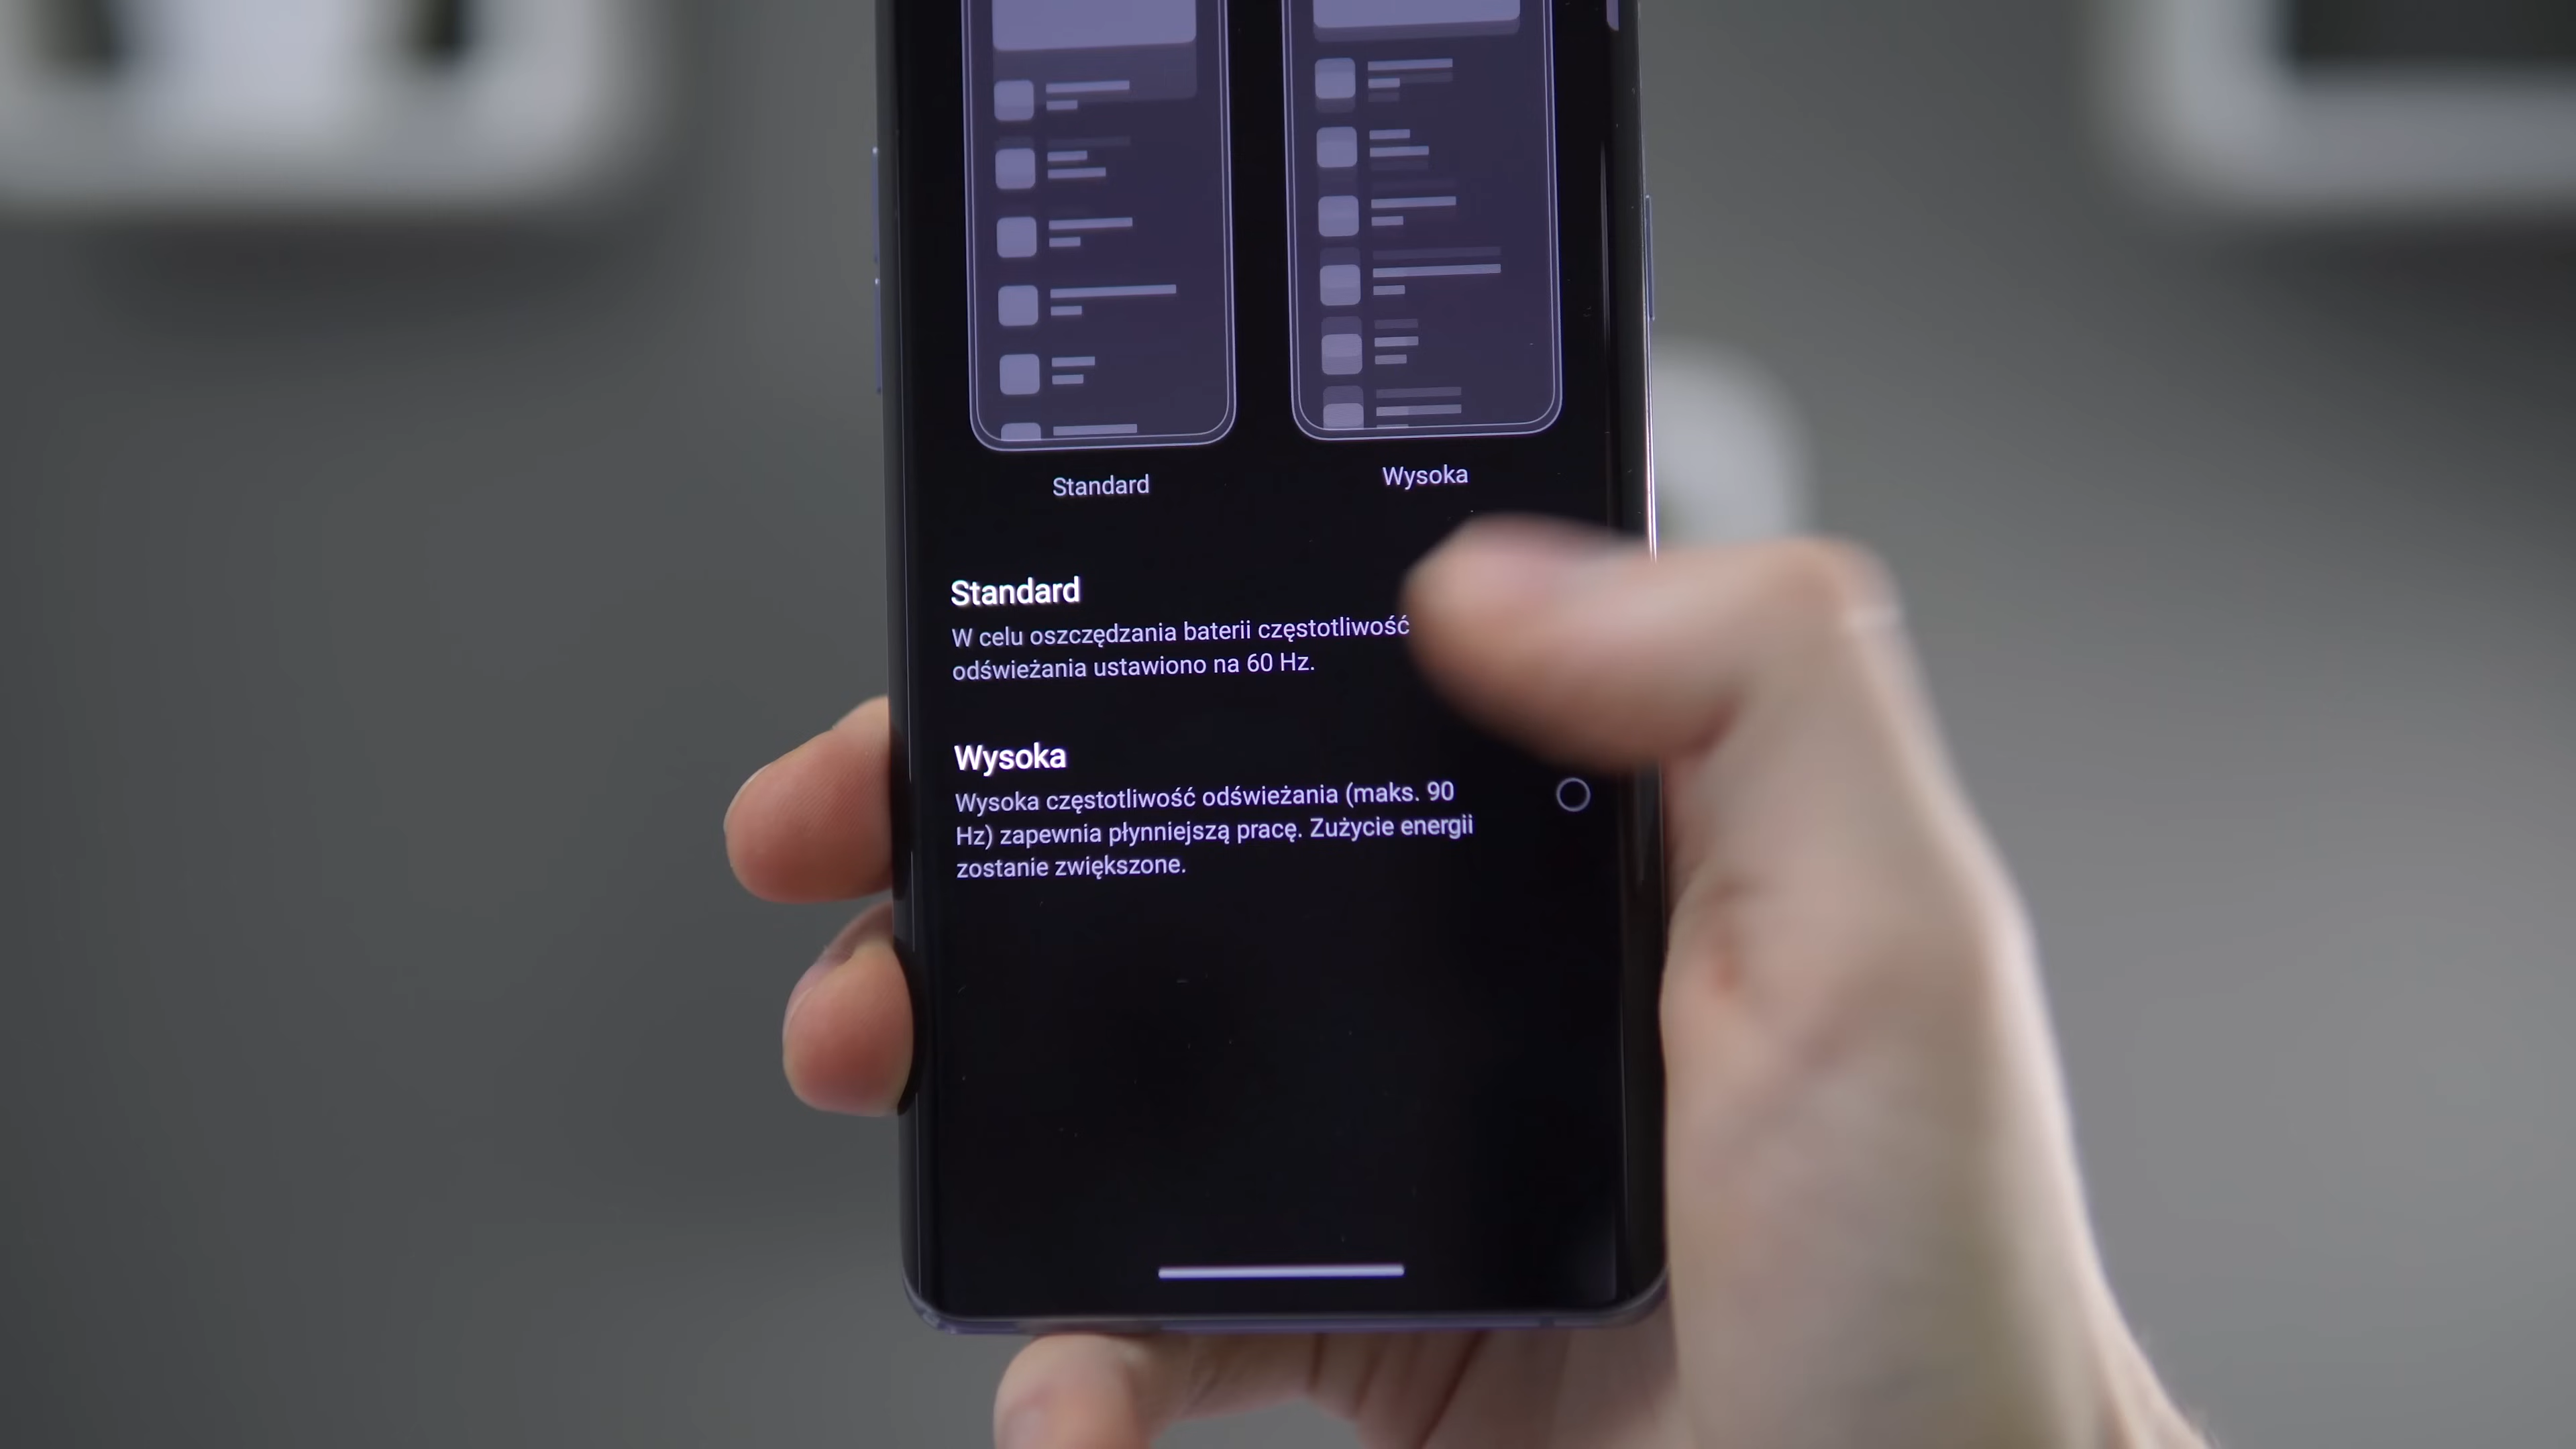 Standard
Wysoka
Standard
W celu oszczędzania baterii częstotliwość
odświeżania ustawiono na 60 Hz.
Wysoka
Wysoka częstotliwość odświeżania (maks. 90
Hz) zapewnia płynniejszą pracę. Zużycie energii
zostanie zwiększone.